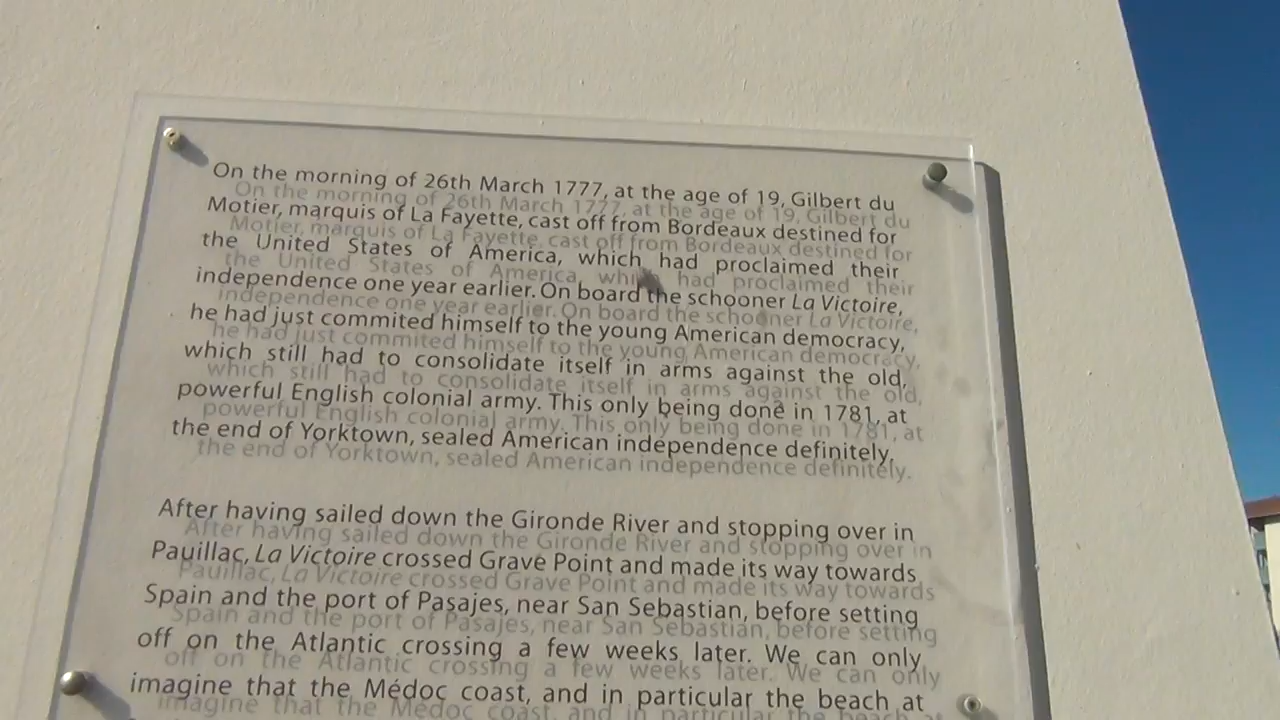 On the morning of 26th March 1777, at the age of 19, Gilbert du
Motier, marquis of La Fayette, cast off from Bordeaux destined for
the United States of America, which had proclaimed their
independence one year earlier. On board the schooner La Victoire,
he had just commited himself to the young American democracy,
which still had to consolidate itself in arms against the old,
powerful English colonial army. This only being done in 1781, at
the end of Yorktown, sealed American independence definitely.
After having sailed down the Gironde River and stopping over in
Pauillac, La Victoire crossed Grave Point and made its way towards
Spain and the port of Pasajes, near San Sebastian, before setting
off on the Atlantic crossing a few weeks later. We can only
imagine that the Médoc coast, and in particular the beach at